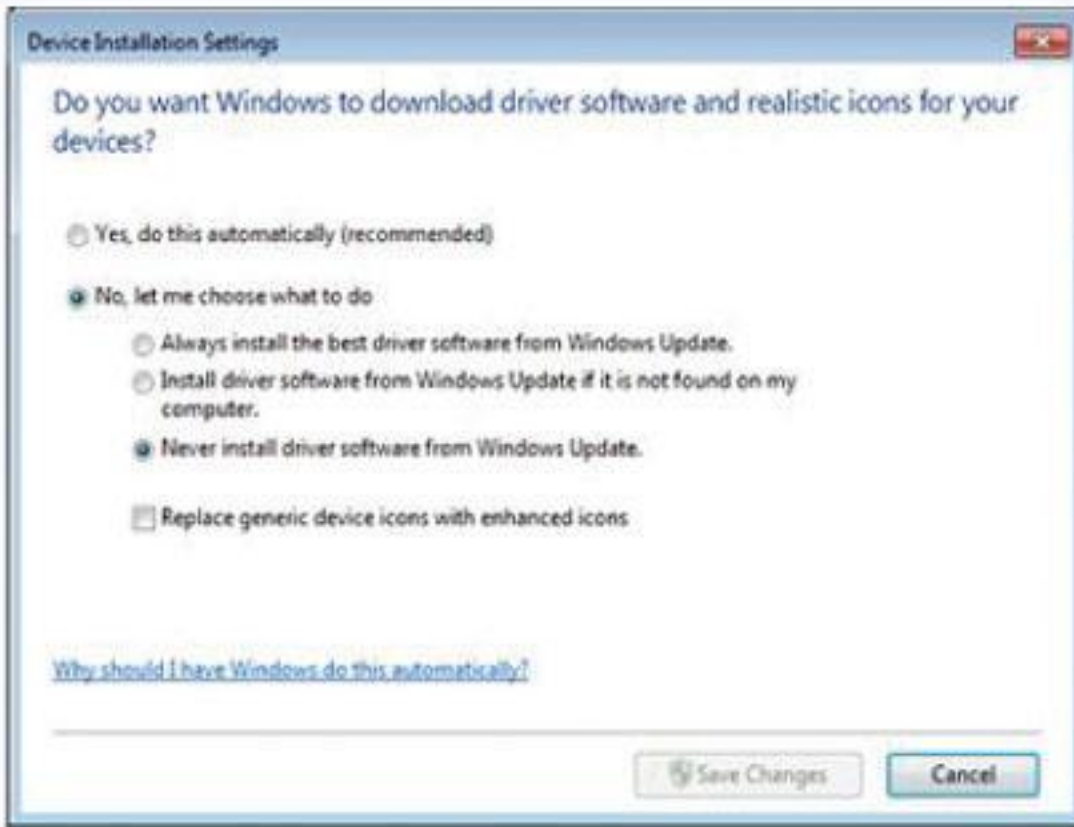 Device Installation Settings
Do you want Windows to download driver software and realistic icons for your
devices?
Yes, do this automatically (recommended)
No, let me choose what to do
Always install the best driver software from Windows Update.
Install driver software from Windows Update if it is not found on my
computer.
Never install driver software from Windows Update.
Replace generic device icons with enhanced icons
Why should I have Windows do this automatically?
Save Changes
Cancel